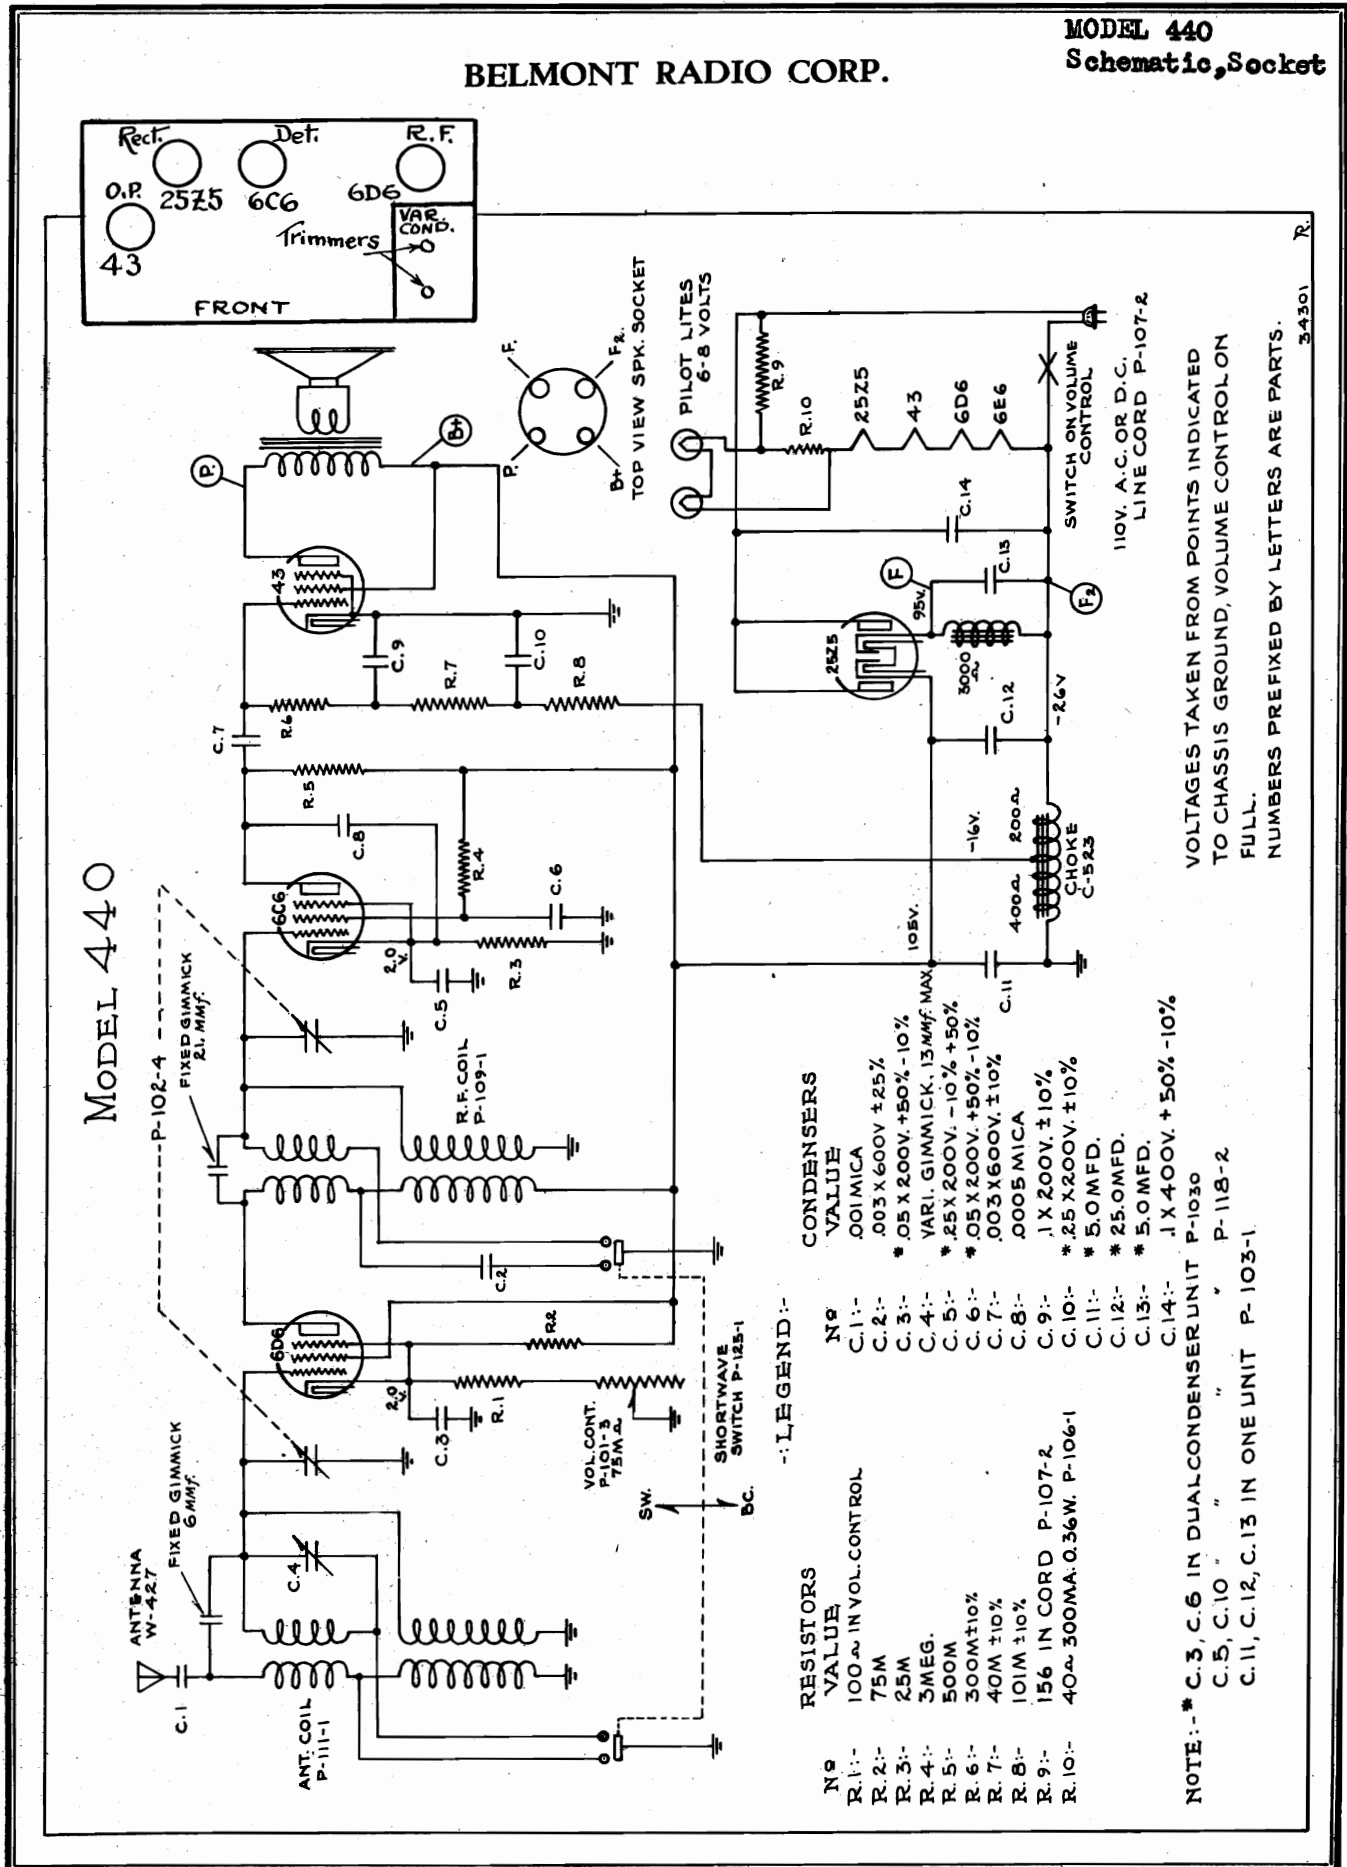 MODEL 440
Schematic,Socket
BELMONT RADIO CORP.
Rect.
Det.
R.F.
O.P.
25Z5
6C6
6D6
43
VAR.
COND.
Trimmers
FRONT
MODEL 440
P-102-4
FIXED GIMMICK
21. MMf.
FIXED GIMMICK
6 MMf.
ANTENNA
W-427
C.1
ANT. COIL
P-111-1
C.4
6D6
2.0
V.
C.3
R.1
R.2
VOL. CONT.
P-101-3
75M Ω
SHORTWAVE
SWITCH P-125-1
SW.
BC.
C.2
R.F. COIL
P-109-1
6C6
2.0
V.
C.5
R.3
C.6
R.4
C.8
R.5
C.7
R.6
C.9
R.7
C.10
R.8
43
P.
B+
F.
F2.
P.
B+
TOP VIEW SPK. SOCKET
PILOT LITES
6-8 VOLTS
R.9
R.10
25Z5
43
6D6
6E6
SWITCH ON VOLUME
CONTROL
110V. A.C. OR D.C.
LINE CORD P-107-2
C.14
C.13
F
95V.
F2
25Z5
3000
Ω
C.12
-26V
-16V.
200Ω
400Ω
CHOKE
C-523
105V.
C.11
VOLTAGES TAKEN FROM POINTS INDICATED
TO CHASSIS GROUND, VOLUME CONTROL ON
FULL.
NUMBERS PREFIXED BY LETTERS ARE PARTS.
34301
R.
-:LEGEND:-
RESISTORS
Nº VALUE
R.1:- 100Ω IN VOL. CONTROL
R.2:- 75M
R.3:- 25M
R.4:- 3MEG.
R.5:- 500M
R.6:- 300M±10%
R.7:- 40M ±10%
R.8:- 101M ±10%
R.9:- 156 IN CORD P-107-2
R.10:- 40Ω 300MA. 0.36W. P-106-1
CONDENSERS
Nº VALUE
C.1:- .001 MICA
C.2:- .003 X 600V ±25%
C.3:- * .05 X 200V. +50% -10%
C.4:- VARI. GIMMICK, 13MMf. MAX
C.5:- *.25 X 200V. -10% +50%
C.6:- *.05 X 200V. +50% -10%
C.7:- .003 X 600V. ±10%
C.8:- .0005 MICA
C.9:- .1 X 200V. ±10%
C.10:- *.25 X 200V. ±10%
C.11:- * 5.0 MFD.
C.12:- * 25.0 MFD.
C.13:- * 5.0 MFD.
C.14:- .1 X 400V. +50% -10%
NOTE:-* C.3, C.6 IN DUAL CONDENSER UNIT P-1030
C.5, C.10 " " " " P-118-2
C.11, C.12, C.13 IN ONE UNIT P-103-1